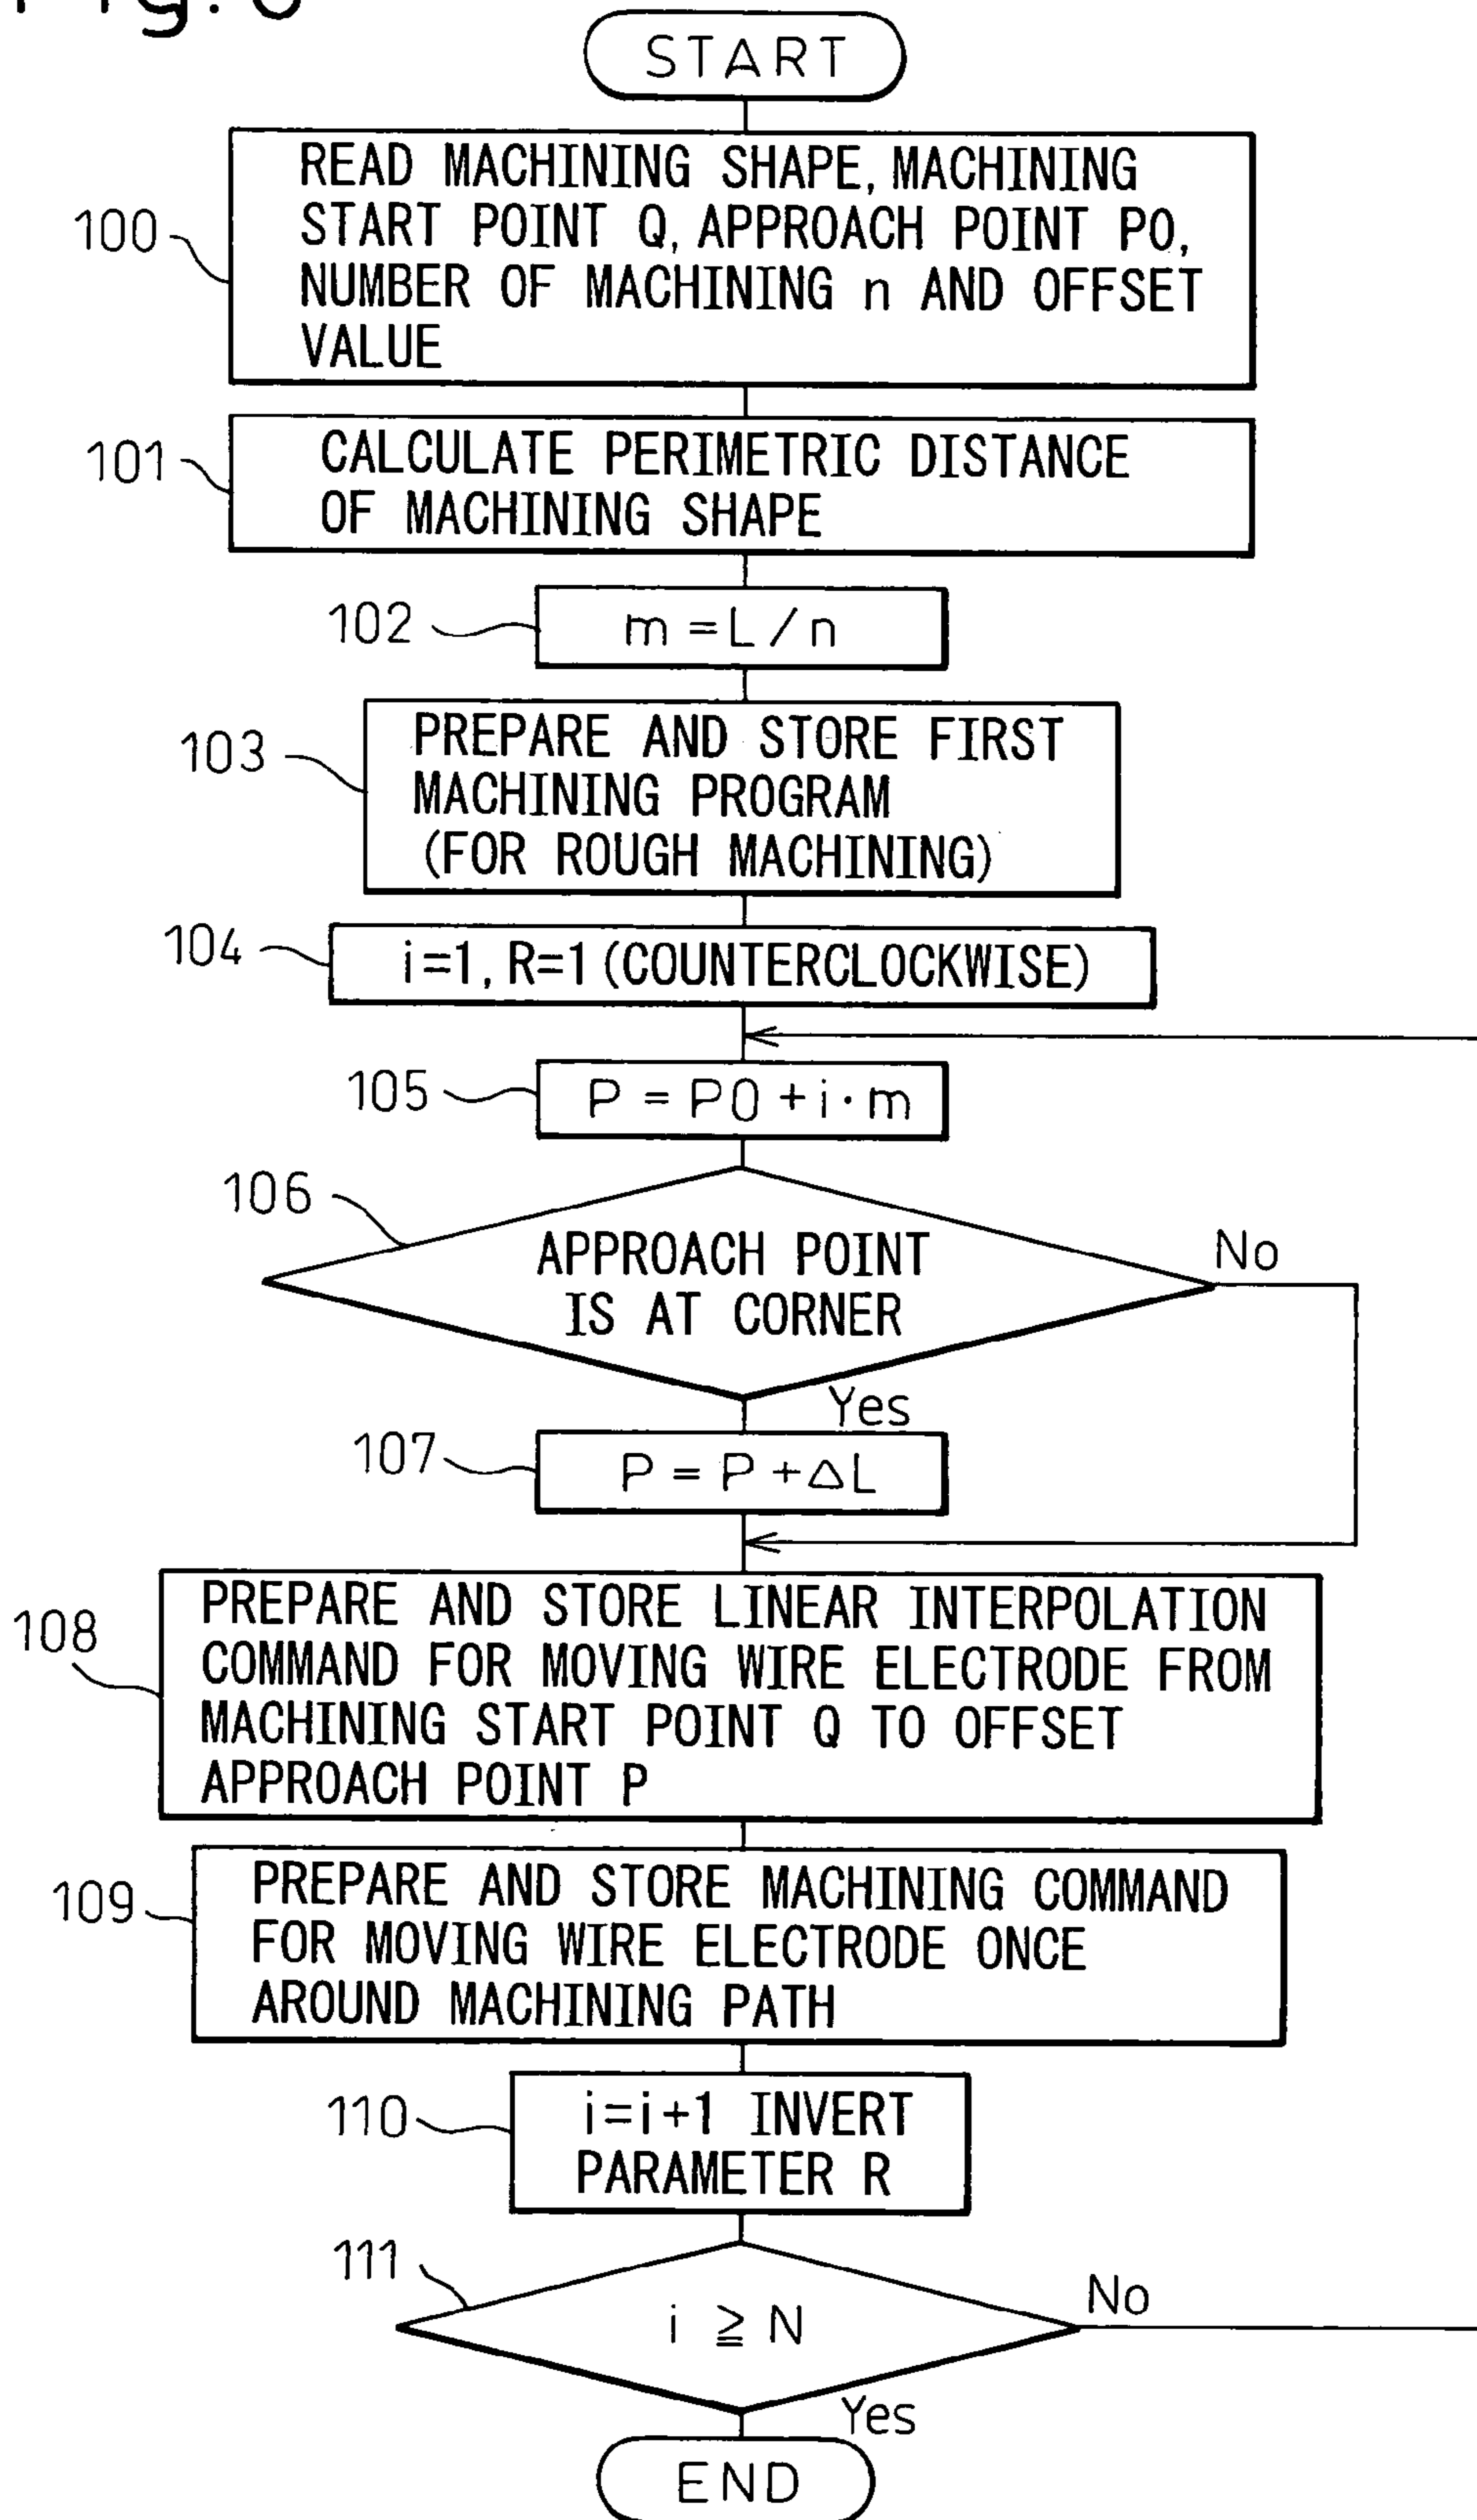 START
100
READ MACHINING SHAPE, MACHINING
START POINT Q, APPROACH POINT P0,
NUMBER OF MACHINING n AND OFFSET
VALUE
101
CALCULATE PERIMETRIC DISTANCE
OF MACHINING SHAPE
102
m=L/n
103
PREPARE AND STORE FIRST
MACHINING PROGRAM
(FOR ROUGH MACHINING)
104
i=1, R=1 (COUNTERCLOCKWISE)
105
P = P0 + i · m
106
APPROACH POINT
IS AT CORNER
No
Yes
107
P = P + △L
108
PREPARE AND STORE LINEAR INTERPOLATION
COMMAND FOR MOVING WIRE ELECTRODE FROM
MACHINING START POINT Q TO OFFSET
APPROACH POINT P
109
PREPARE AND STORE MACHINING COMMAND
FOR MOVING WIRE ELECTRODE ONCE
AROUND MACHINING PATH
110
i=i+1 INVERT
PARAMETER R
111
i ≧ N
No
Yes
END